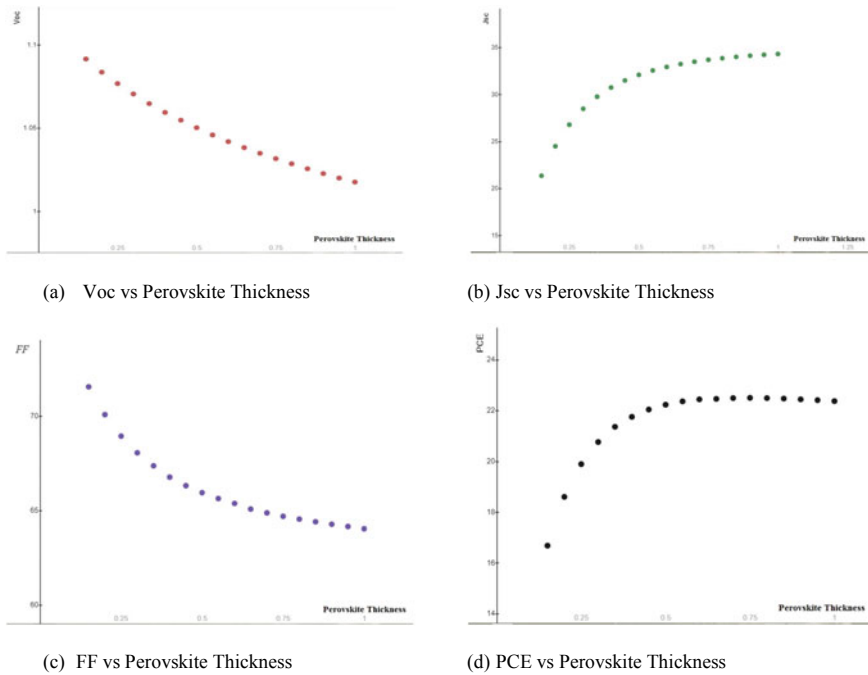 Voc
1.1
1.05
1
0.25 0.5 0.75 1
Perovskite Thickness
(a) Voc vs Perovskite Thickness
Jsc
35
30
25
20
15
0.25 0.5 0.75 1 1.25
Perovskite Thickness
(b) Jsc vs Perovskite Thickness
FF
70
65
60
0.25 0.5 0.75 1
Perovskite Thickness
(c) FF vs Perovskite Thickness
PCE
24
22
20
18
16
14
0.25 0.5 0.75 1
Perovskite Thickness
(d) PCE vs Perovskite Thickness